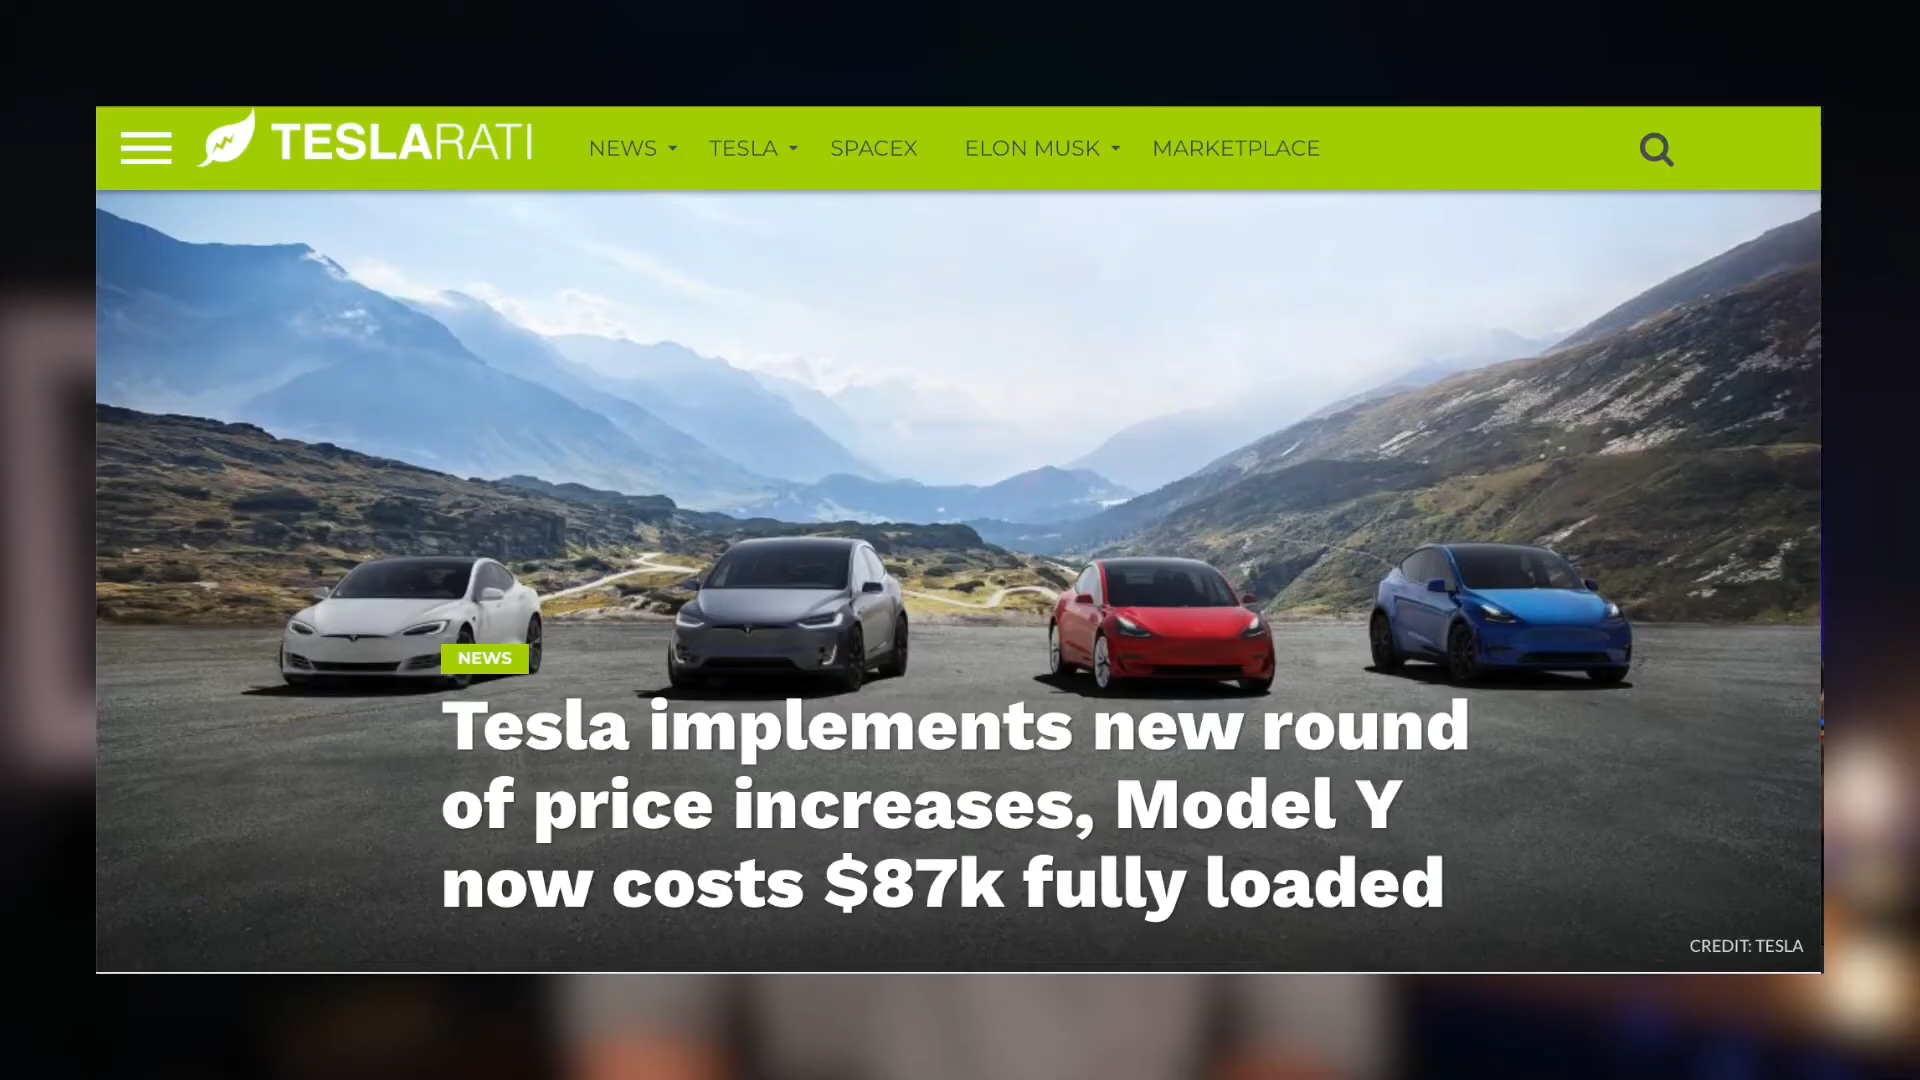 TESLARATI
NEWS
TESLA
SPACEX
ELON MUSK
MARKETPLACE
NEWS
Tesla implements new round
of price increases, Model Y
now costs $87k fully loaded
CREDIT: TESLA